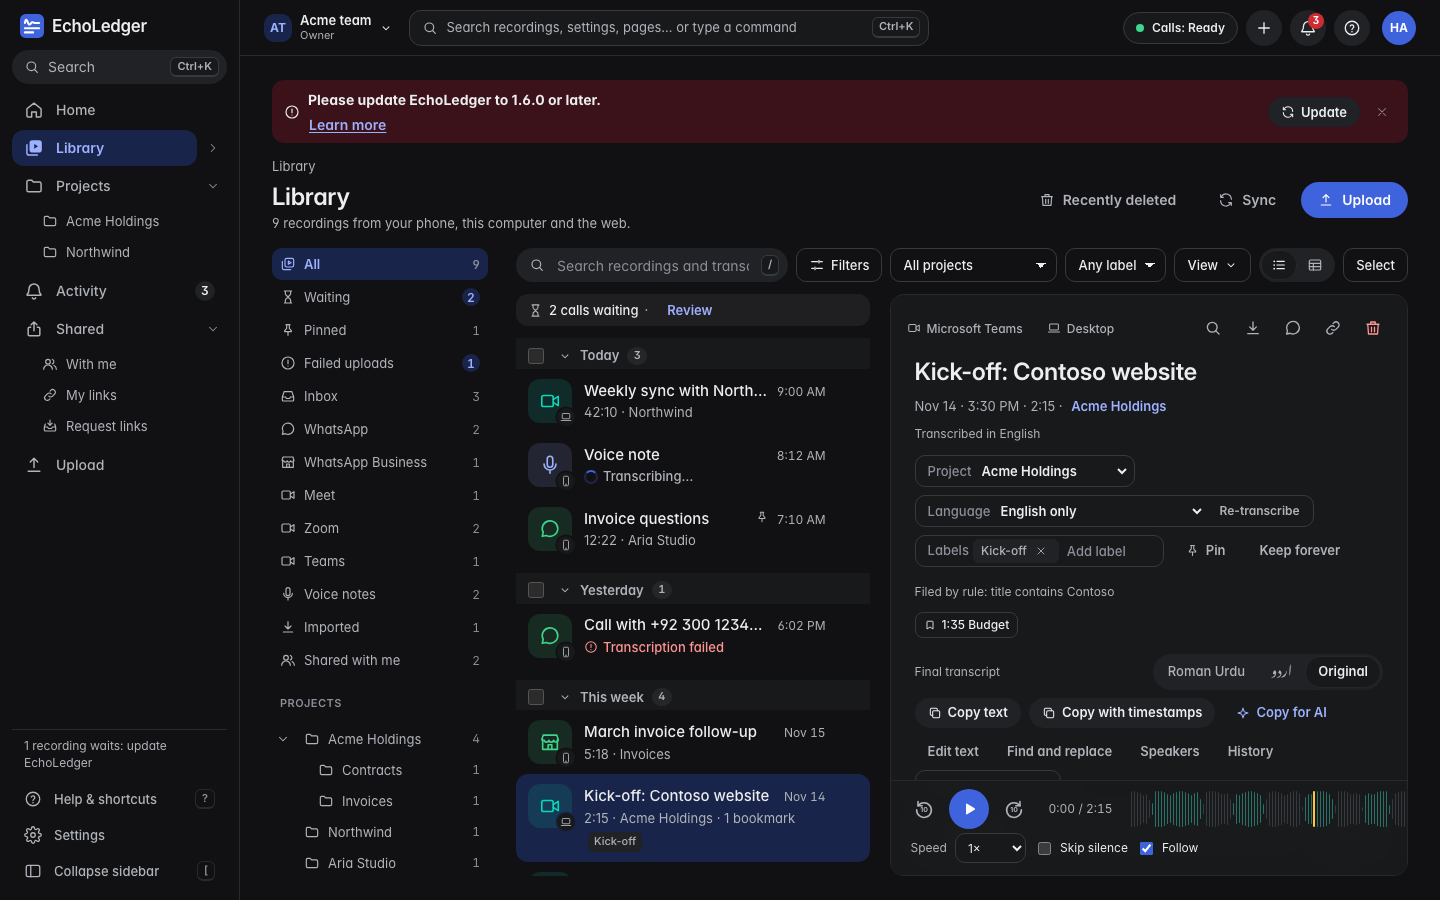 EchoLedger
Search Ctrl+K
Home
Library
Projects
Acme Holdings
Northwind
Activity 3
Shared
With me
My links
Request links
Upload
1 recording waits: update
EchoLedger
Help & shortcuts ?
Settings
Collapse sidebar [
AT Acme team
Owner
Search recordings, settings, pages... or type a command Ctrl+K
Calls: Ready
3
HA
Please update EchoLedger to 1.6.0 or later.
Learn more
Update
Library
Library
9 recordings from your phone, this computer and the web.
Recently deleted
Sync
Upload
All 9
Waiting 2
Pinned 1
Failed uploads 1
Inbox 3
WhatsApp 2
WhatsApp Business 1
Meet 1
Zoom 2
Teams 1
Voice notes 2
Imported 1
Shared with me 2
PROJECTS
Acme Holdings 4
Contracts 1
Invoices 1
Northwind 1
Aria Studio 1
Search recordings and transc /
Filters
All projects
Any label
View
Select
2 calls waiting · Review
Today 3
Weekly sync with North... 9:00 AM
42:10 · Northwind
Voice note 8:12 AM
Transcribing...
Invoice questions 7:10 AM
12:22 · Aria Studio
Yesterday 1
Call with +92 300 1234... 6:02 PM
Transcription failed
This week 4
March invoice follow-up Nov 15
5:18 · Invoices
Kick-off: Contoso website Nov 14
2:15 · Acme Holdings · 1 bookmark
Kick-off
Microsoft Teams Desktop
Kick-off: Contoso website
Nov 14 · 3:30 PM · 2:15 · Acme Holdings
Transcribed in English
Project Acme Holdings
Language English only Re-transcribe
Labels Kick-off × Add label Pin Keep forever
Filed by rule: title contains Contoso
1:35 Budget
Final transcript Roman Urdu اردو Original
Copy text Copy with timestamps Copy for AI
Edit text Find and replace Speakers History
10 10 0:00 / 2:15
Speed 1× Skip silence Follow